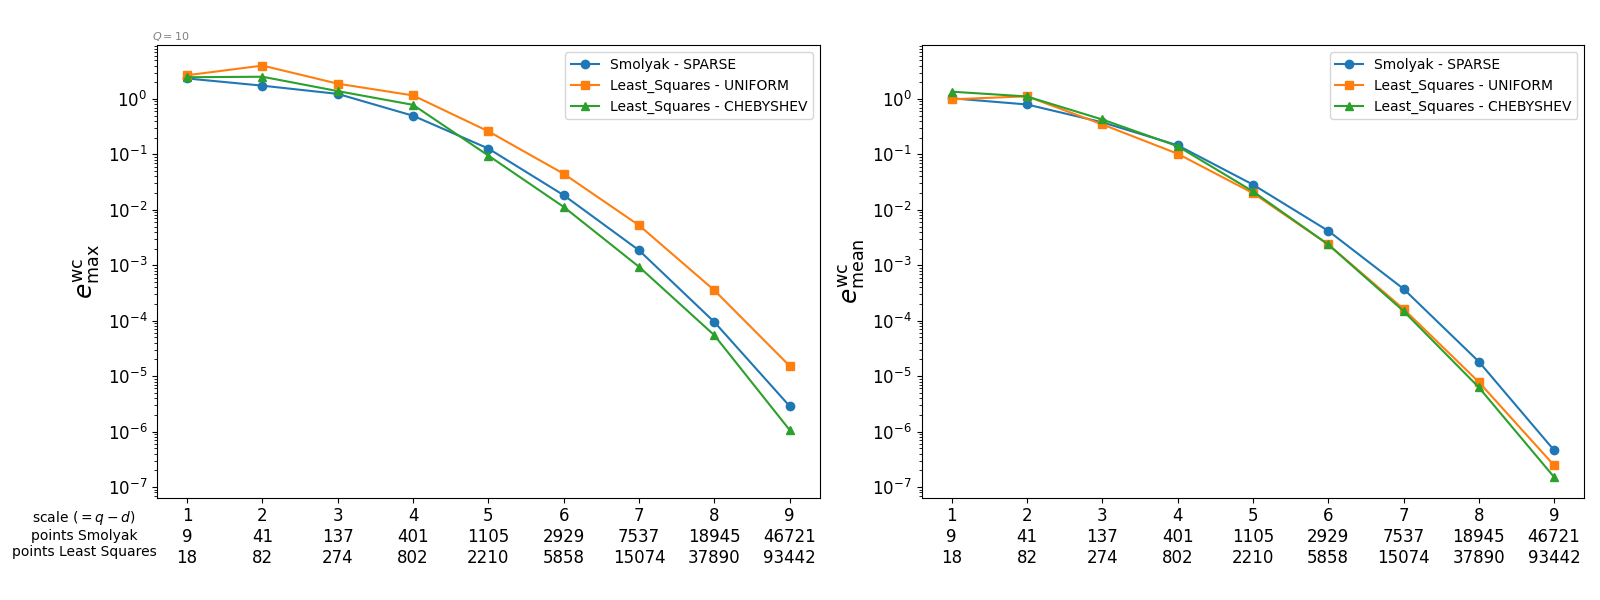 Q = 10
Smolyak - SPARSE
Least_Squares - UNIFORM
Least_Squares - CHEBYSHEV
10^0
10^-1
10^-2
10^-3
10^-4
10^-5
10^-6
10^-7
e^wc_max
scale (= q − d) 1 2 3 4 5 6 7 8 9
points Smolyak 9 41 137 401 1105 2929 7537 18945 46721
points Least Squares 18 82 274 802 2210 5858 15074 37890 93442
Smolyak - SPARSE
Least_Squares - UNIFORM
Least_Squares - CHEBYSHEV
10^0
10^-1
10^-2
10^-3
10^-4
10^-5
10^-6
10^-7
e^wc_mean
1 2 3 4 5 6 7 8 9
9 41 137 401 1105 2929 7537 18945 46721
18 82 274 802 2210 5858 15074 37890 93442